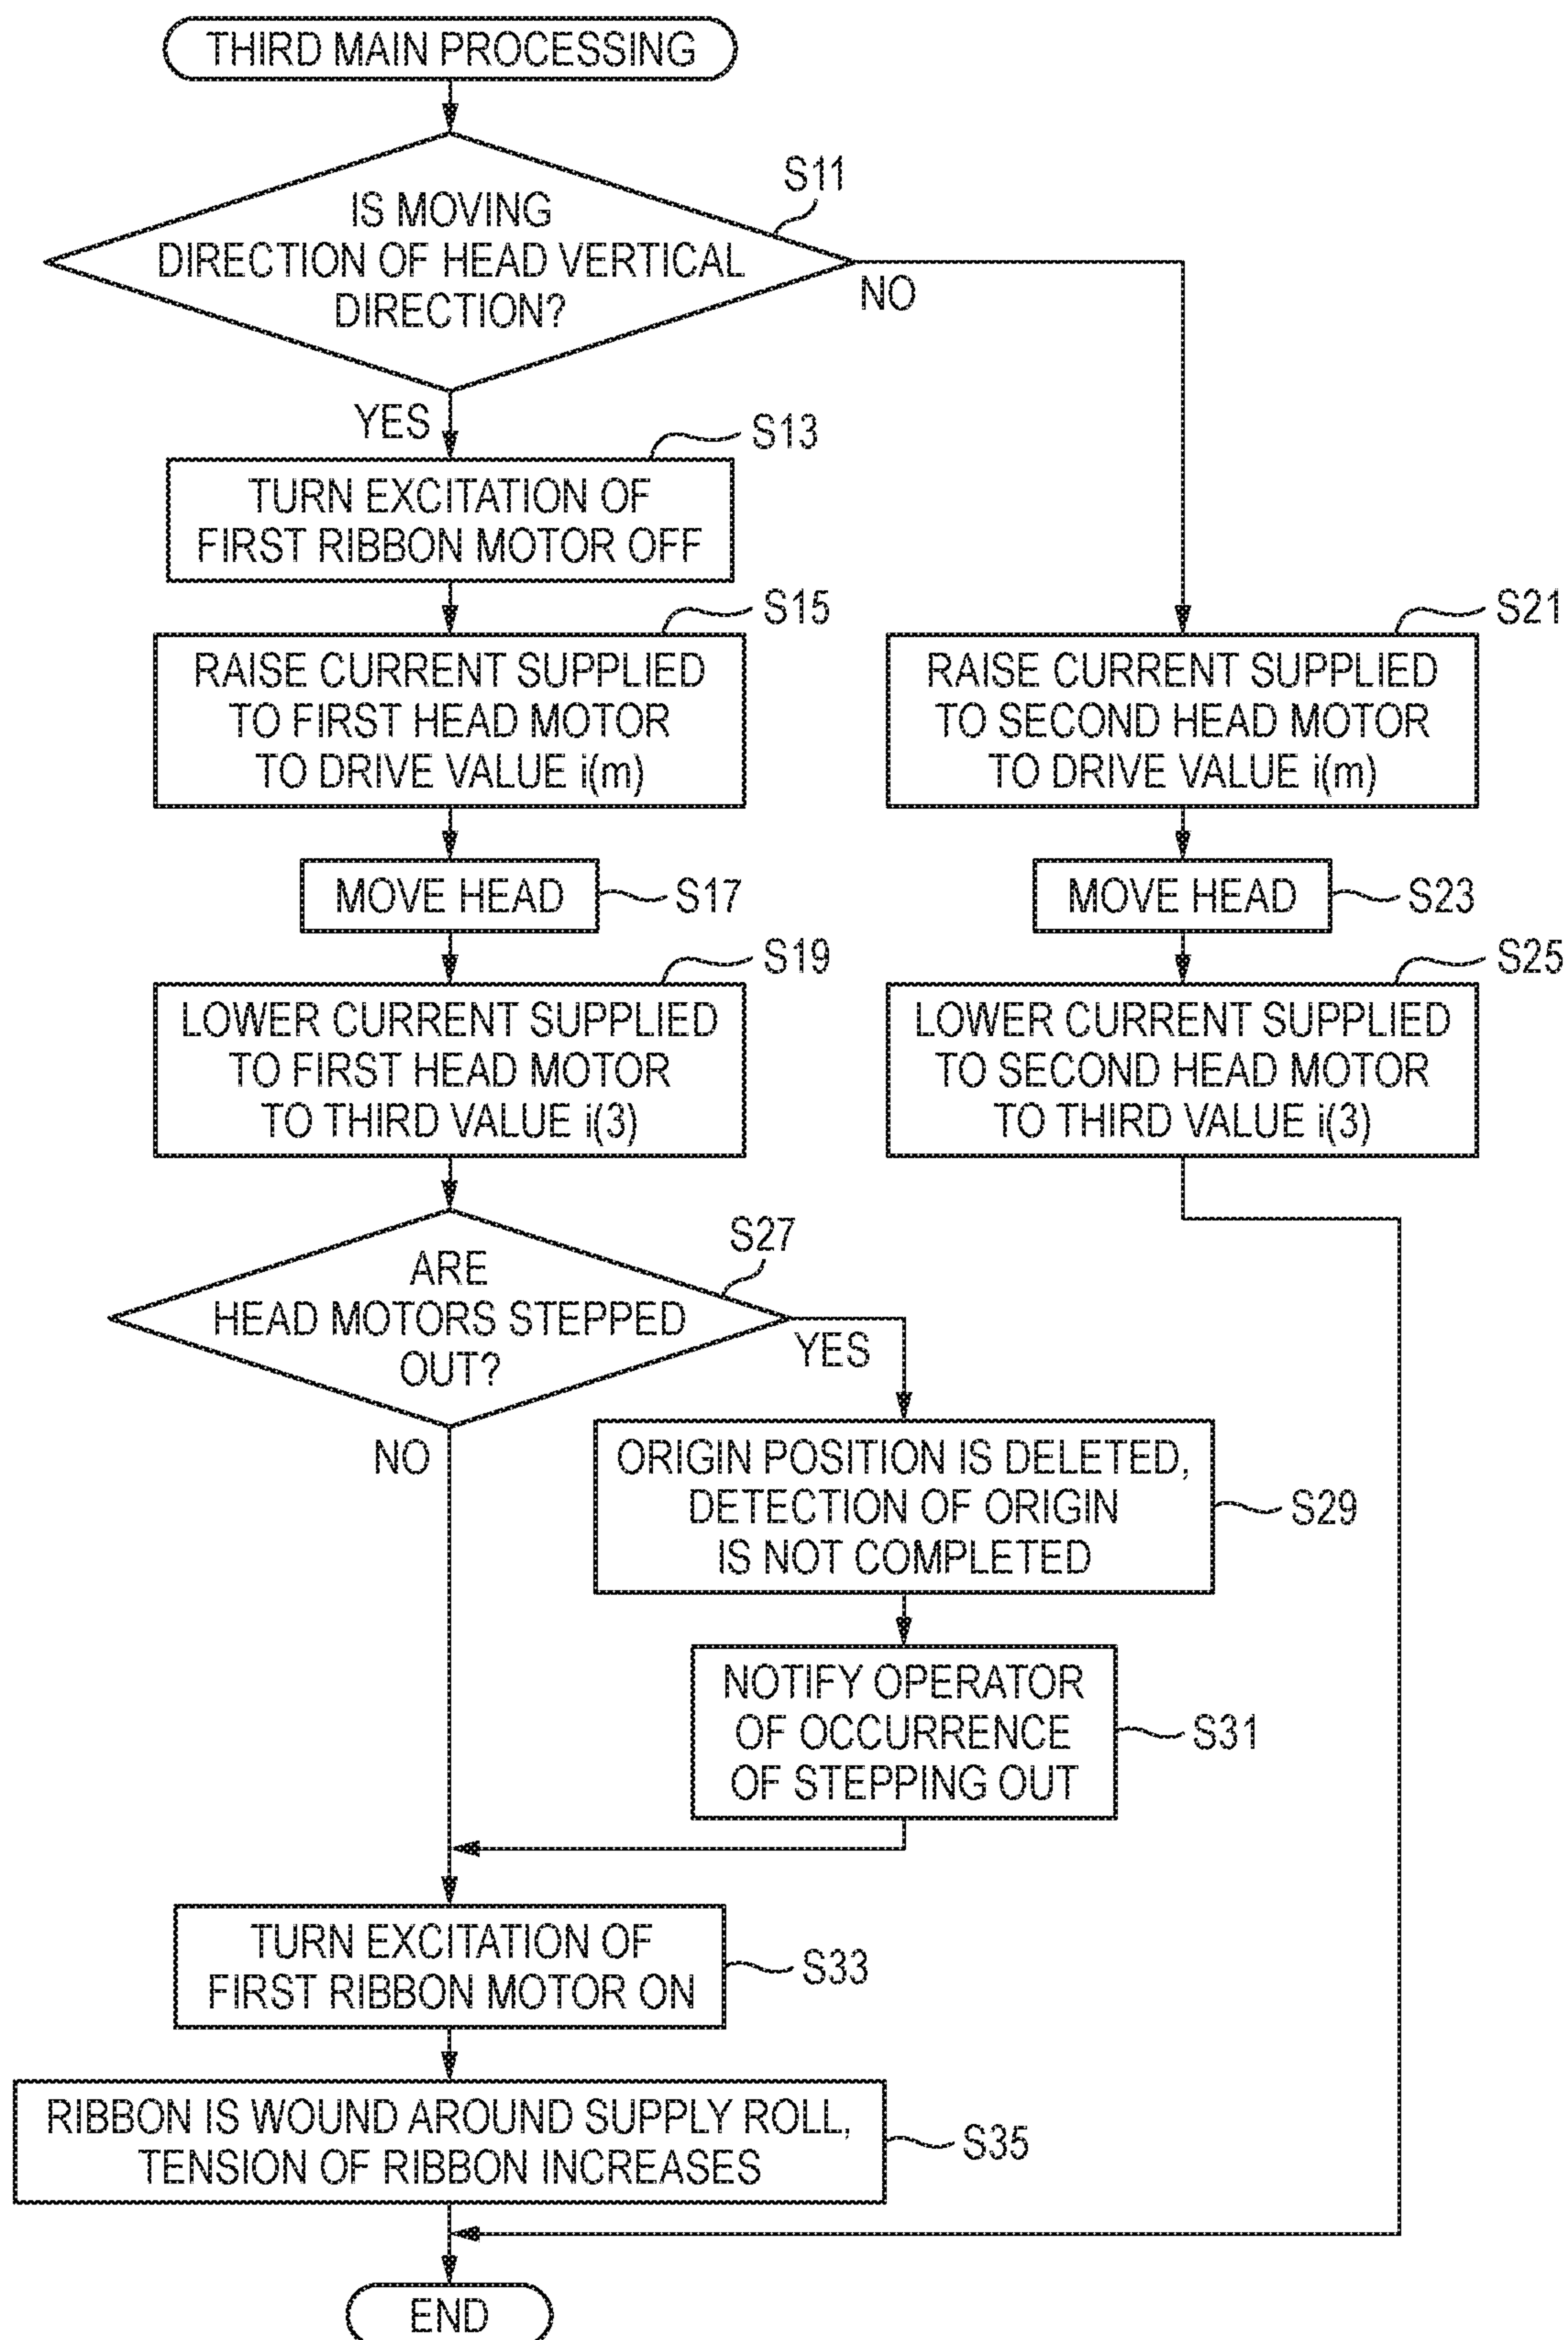 THIRD MAIN PROCESSING
S11
IS MOVING
DIRECTION OF HEAD VERTICAL
DIRECTION?
NO
YES
S13
TURN EXCITATION OF
FIRST RIBBON MOTOR OFF
S15
RAISE CURRENT SUPPLIED
TO FIRST HEAD MOTOR
TO DRIVE VALUE i(m)
S21
RAISE CURRENT SUPPLIED
TO SECOND HEAD MOTOR
TO DRIVE VALUE i(m)
MOVE HEAD
S17
MOVE HEAD
S23
S19
LOWER CURRENT SUPPLIED
TO FIRST HEAD MOTOR
TO THIRD VALUE i(3)
S25
LOWER CURRENT SUPPLIED
TO SECOND HEAD MOTOR
TO THIRD VALUE i(3)
S27
ARE
HEAD MOTORS STEPPED
OUT?
YES
NO
ORIGIN POSITION IS DELETED,
DETECTION OF ORIGIN
IS NOT COMPLETED
S29
NOTIFY OPERATOR
OF OCCURRENCE
OF STEPPING OUT
S31
TURN EXCITATION OF
FIRST RIBBON MOTOR ON
S33
RIBBON IS WOUND AROUND SUPPLY ROLL,
TENSION OF RIBBON INCREASES
S35
END